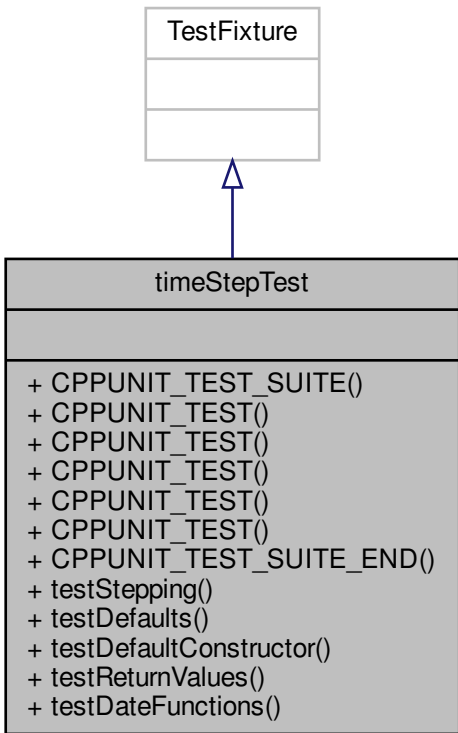 TestFixture
timeStepTest
+ CPPUNIT_TEST_SUITE()
+ CPPUNIT_TEST()
+ CPPUNIT_TEST()
+ CPPUNIT_TEST()
+ CPPUNIT_TEST()
+ CPPUNIT_TEST()
+ CPPUNIT_TEST_SUITE_END()
+ testStepping()
+ testDefaults()
+ testDefaultConstructor()
+ testReturnValues()
+ testDateFunctions()